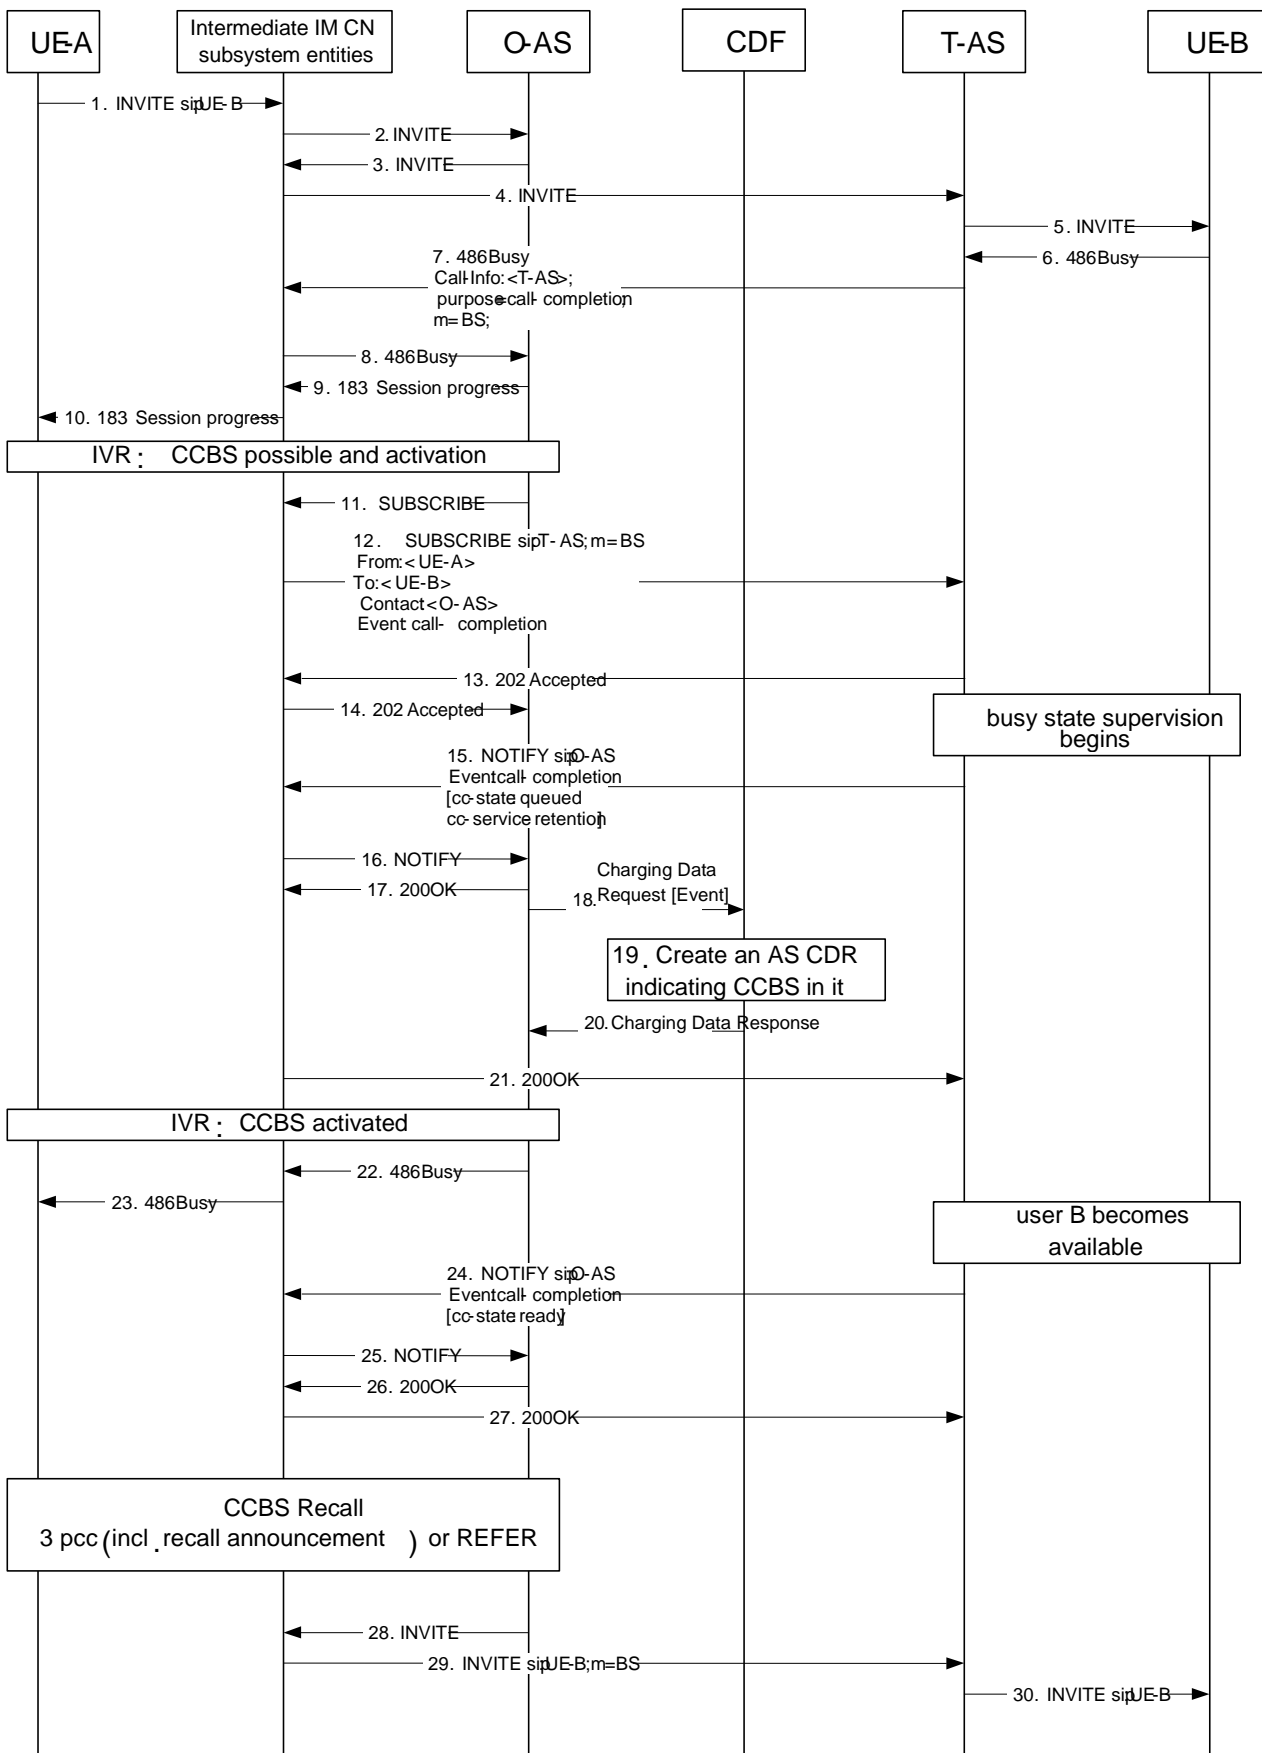 UE-A
Intermediate IM CN
subsystem entities
O-AS
CDF
T-AS
UE-B
1. INVITE sip:UE-B
2. INVITE
3. INVITE
4. INVITE
5. INVITE
6. 486 Busy
7. 486 Busy
Call-Info:<T-AS>;
purpose=call-completion;
m=BS;
8. 486 Busy
9. 183 Session progress
10. 183 Session progress
IVR: CCBS possible and activation
11. SUBSCRIBE
12. SUBSCRIBE sip:T-AS;m=BS
From:<UE-A>
To:<UE-B>
Contact:<O-AS>
Event: call-completion
13. 202 Accepted
14. 202 Accepted
busy state supervision
begins
15. NOTIFY sip:O-AS
Event:call-completion
[cc-state:queued
cc-service retention]
16. NOTIFY
17. 200 OK
Charging Data
18. Request [Event]
19. Create an AS CDR
indicating CCBS in it
20. Charging Data Response
21. 200 OK
IVR: CCBS activated
22. 486 Busy
23. 486 Busy
user B becomes
available
24. NOTIFY sip:O-AS
Event:call-completion
[cc-state:ready]
25. NOTIFY
26. 200 OK
27. 200 OK
CCBS Recall
3 pcc (incl. recall announcement ) or REFER
28. INVITE
29. INVITE sip:UE-B;m=BS
30. INVITE sip:UE-B